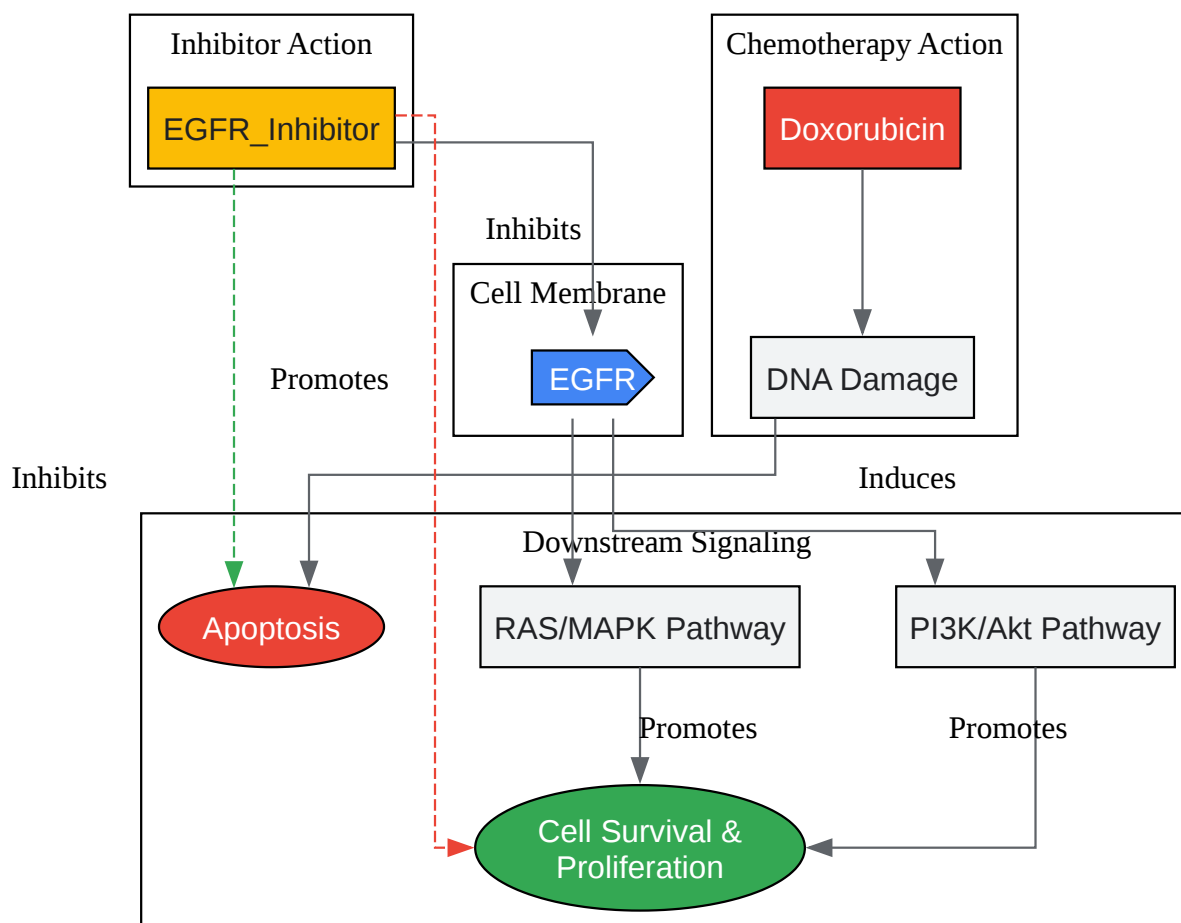 Inhibitor Action
Chemotherapy Action
EGFR_Inhibitor
Doxorubicin
Inhibits
Cell Membrane
EGFR
DNA Damage
Promotes
Inhibits
Induces
Downstream Signaling
Apoptosis
RAS/MAPK Pathway
PI3K/Akt Pathway
Promotes
Promotes
Cell Survival &
Proliferation